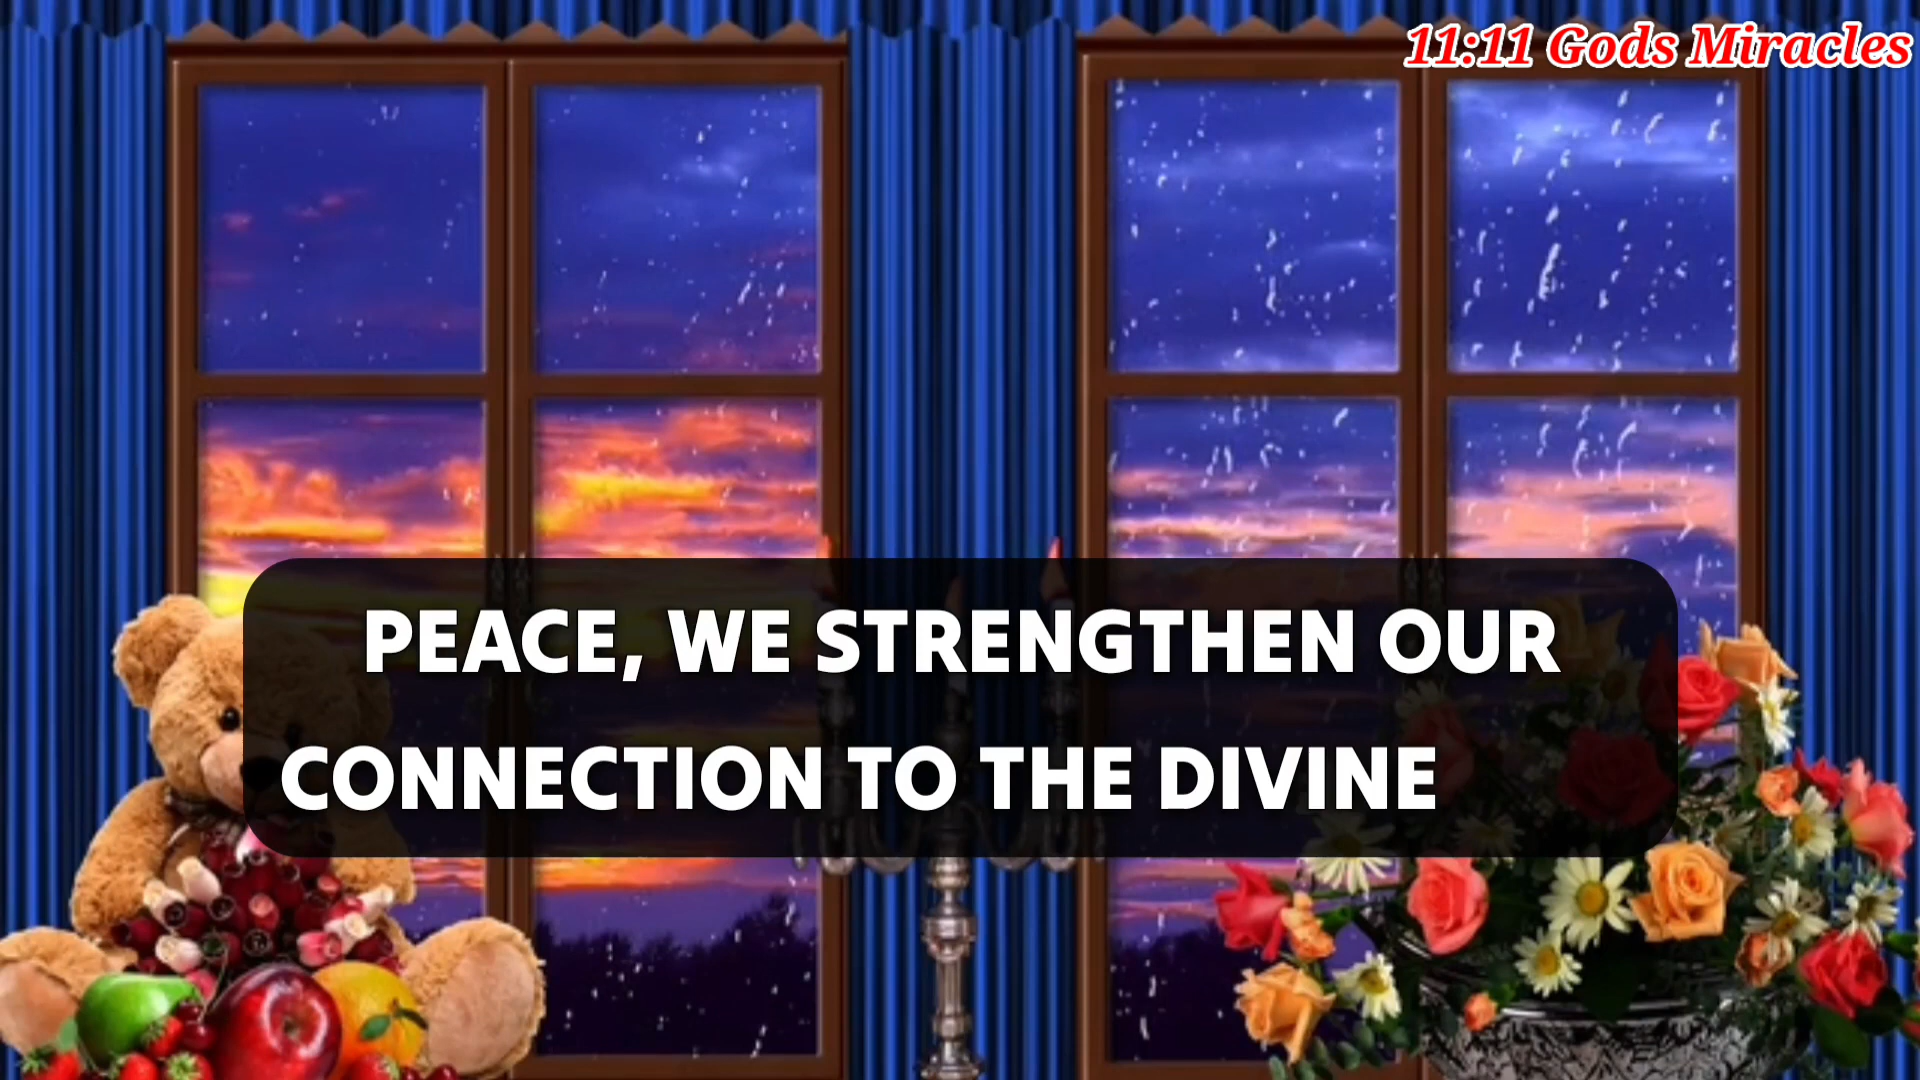 11:11 Gods Miracles
PEACE, WE STRENGTHEN OUR
CONNECTION TO THE DIVINE